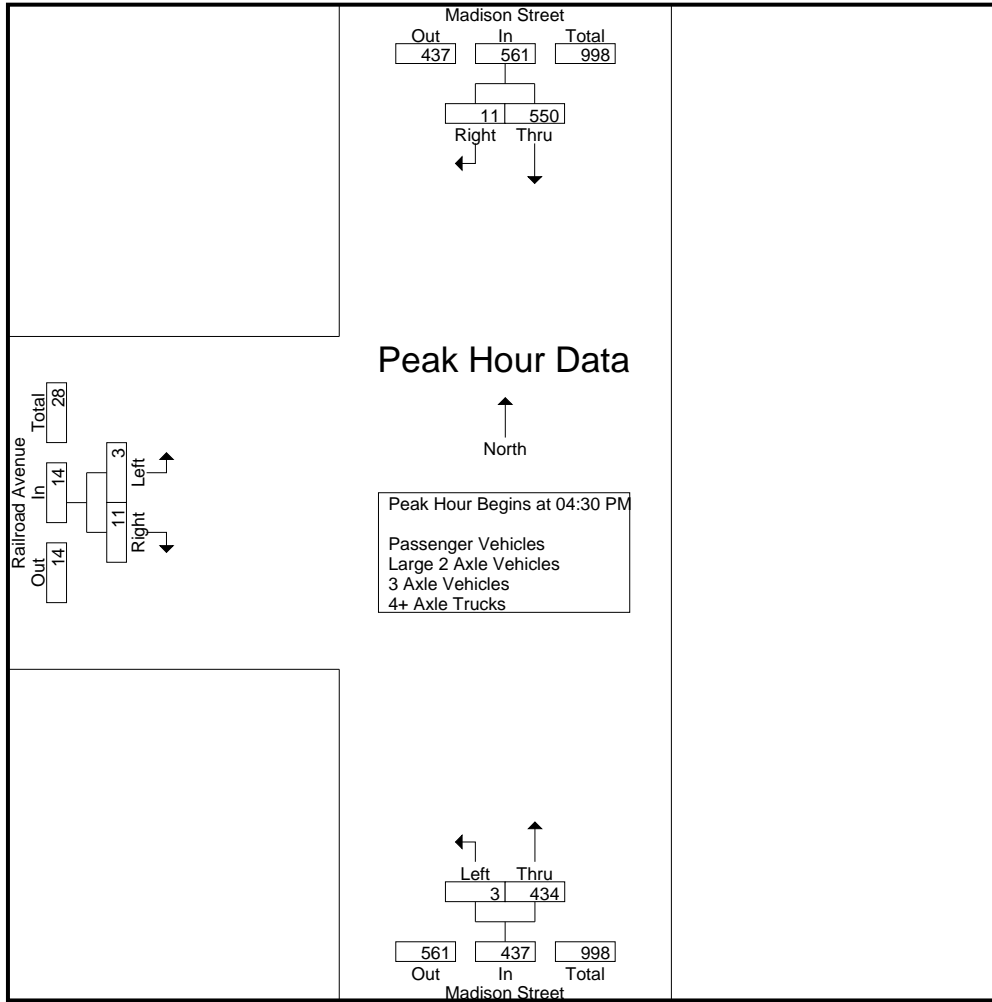 Madison Street
Out In Total
437 561 998
11 550
Right Thru
Peak Hour Data
North
Peak Hour Begins at 04:30 PM
Passenger Vehicles
Large 2 Axle Vehicles
3 Axle Vehicles
4+ Axle Trucks
Railroad Avenue
Out In Total
14 14 28
11 3
Right Left
Left Thru
3 434
561 437 998
Out In Total
Madison Street